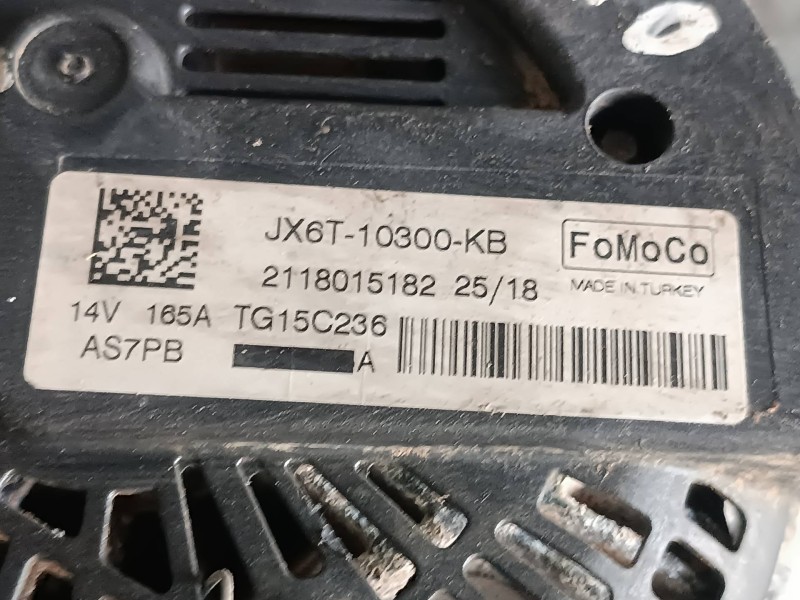 JX6T-10300-KB
FoMoCo
2118015182 25/18
MADE IN TURKEY
14V 165A TG15C236
AS7PB A